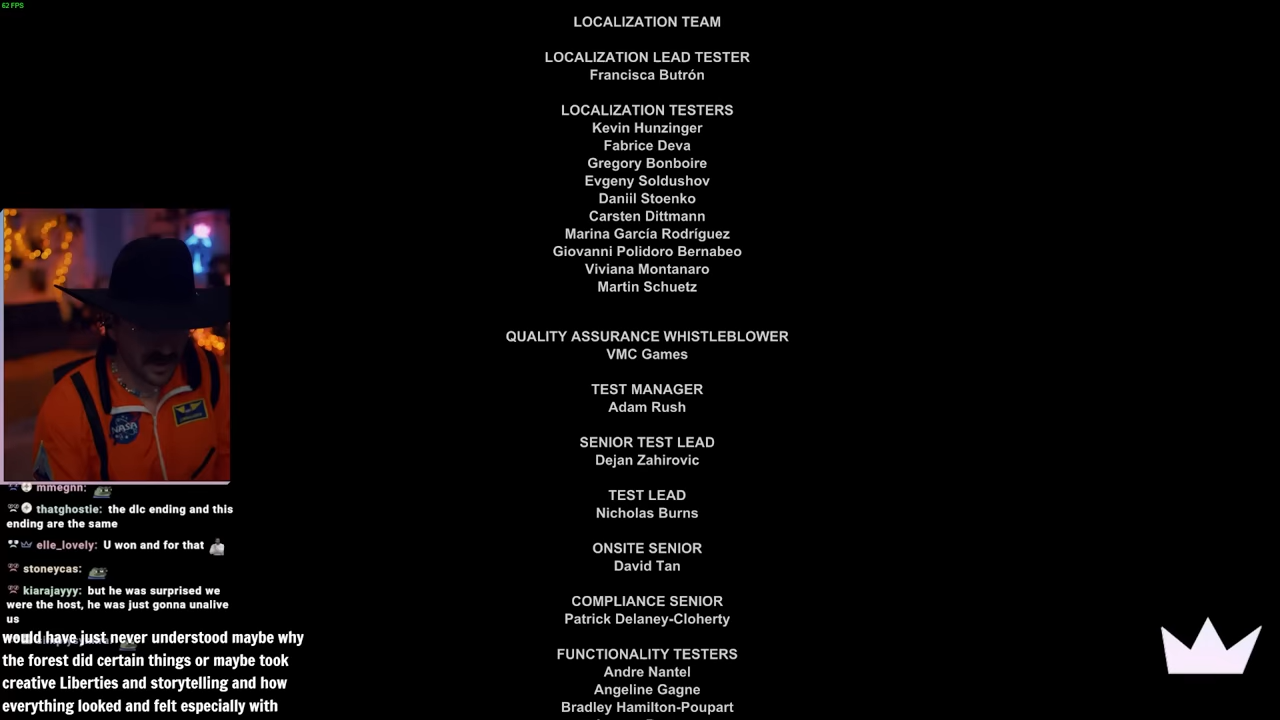 62 FPS
LOCALIZATION TEAM
LOCALIZATION LEAD TESTER
Francisca Butrón
LOCALIZATION TESTERS
Kevin Hunzinger
Fabrice Deva
Gregory Bonboire
Evgeny Soldushov
Daniil Stoenko
Carsten Dittmann
Marina García Rodríguez
Giovanni Polidoro Bernabeo
Viviana Montanaro
Martin Schuetz
QUALITY ASSURANCE WHISTLEBLOWER
VMC Games
TEST MANAGER
Adam Rush
SENIOR TEST LEAD
Dejan Zahirovic
TEST LEAD
Nicholas Burns
ONSITE SENIOR
David Tan
COMPLIANCE SENIOR
Patrick Delaney-Cloherty
FUNCTIONALITY TESTERS
Andre Nantel
Angeline Gagne
Bradley Hamilton-Poupart
NASA
mmegnn:
thatghostie: the dlc ending and this
ending are the same
elle_lovely: U won and for that
stoneycas:
kiarajayyy: but he was surprised we
were the host, he was just gonna unalive
us
would have just never understood maybe why
the forest did certain things or maybe took
creative Liberties and storytelling and how
everything looked and felt especially with